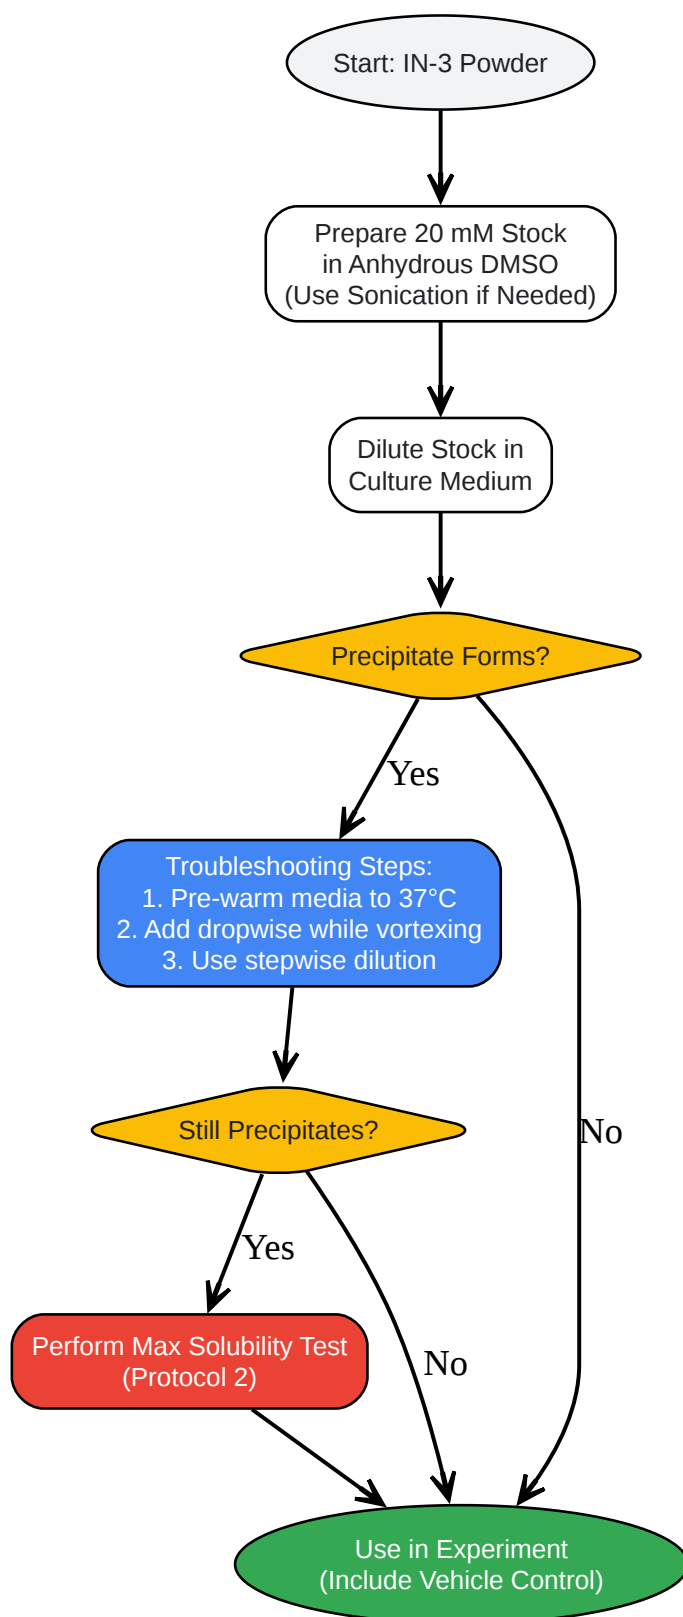 Start: IN-3 Powder
Prepare 20 mM Stock
in Anhydrous DMSO
(Use Sonication if Needed)
Dilute Stock in
Culture Medium
Precipitate Forms?
Yes
Troubleshooting Steps:
1. Pre-warm media to 37°C
2. Add dropwise while vortexing
3. Use stepwise dilution
Still Precipitates?
No
Yes
Perform Max Solubility Test
(Protocol 2)
No
Use in Experiment
(Include Vehicle Control)